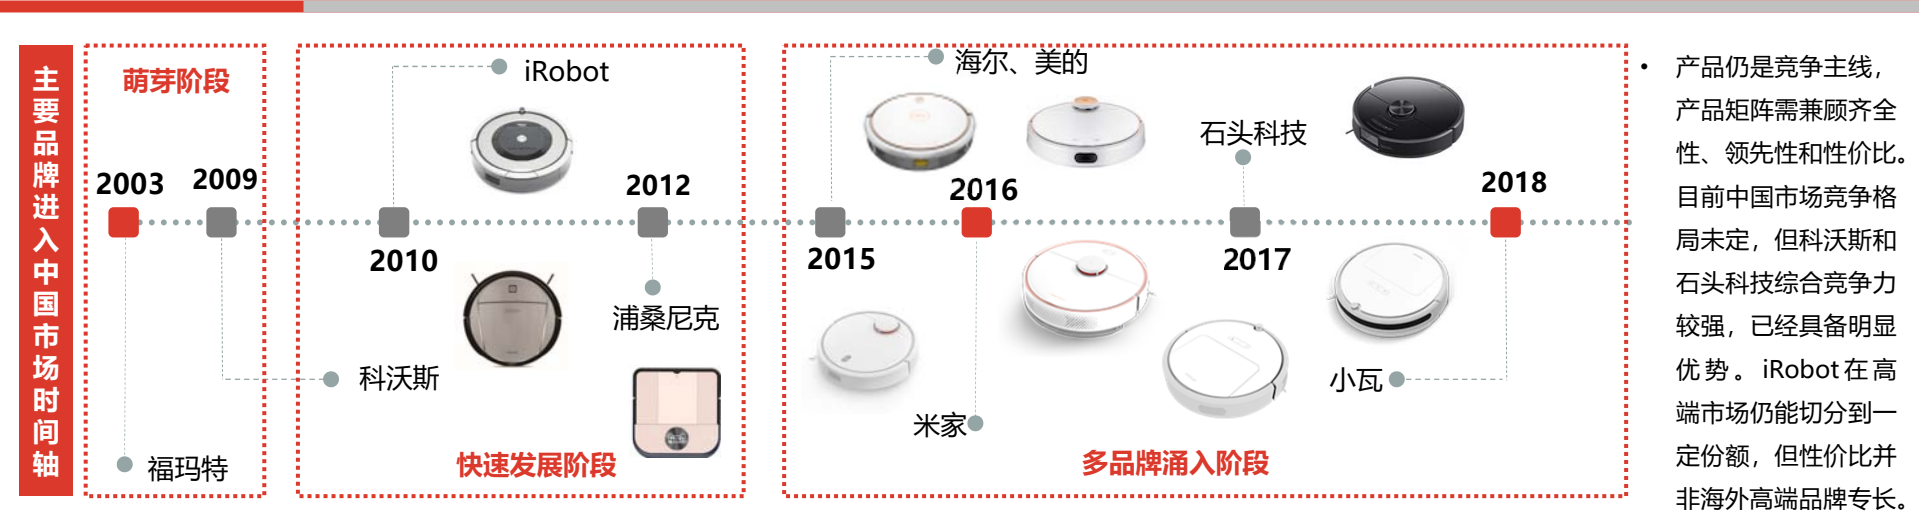 主要品牌进入中国市场时间轴
萌芽阶段
2003
2009
福玛特
科沃斯
iRobot
2010
2012
浦桑尼克
快速发展阶段
海尔、美的
2015
2016
米家
石头科技
2017
2018
小瓦
多品牌涌入阶段
• 产品仍是竞争主线，
产品矩阵需兼顾齐全
性、领先性和性价比。
目前中国市场竞争格
局未定，但科沃斯和
石头科技综合竞争力
较强，已经具备明显
优势。iRobot在高
端市场仍能切分到一
定份额，但性价比并
非海外高端品牌专长。